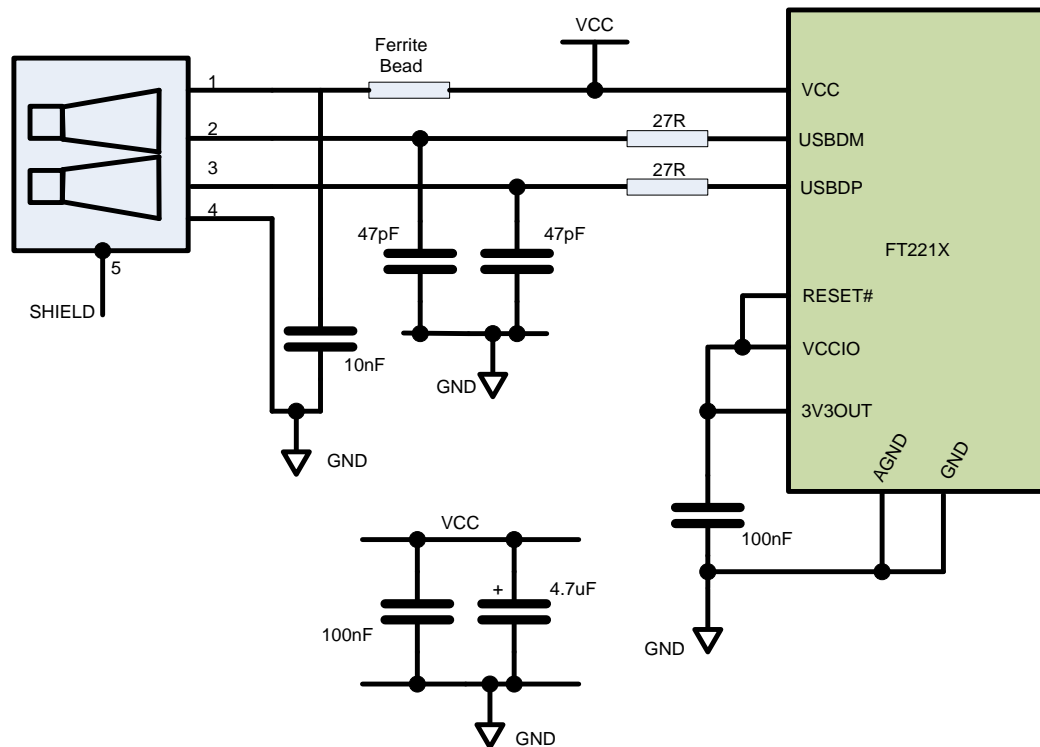 VCC
Ferrite
Bead
1
VCC
27R
2
USBDM
27R
3
USBDP
4
47pF
47pF
FT221X
5
RESET#
SHIELD
VCCIO
10nF
GND
3V3OUT
GND
AGND
GND
VCC
100nF
+
4.7uF
100nF
GND
GND